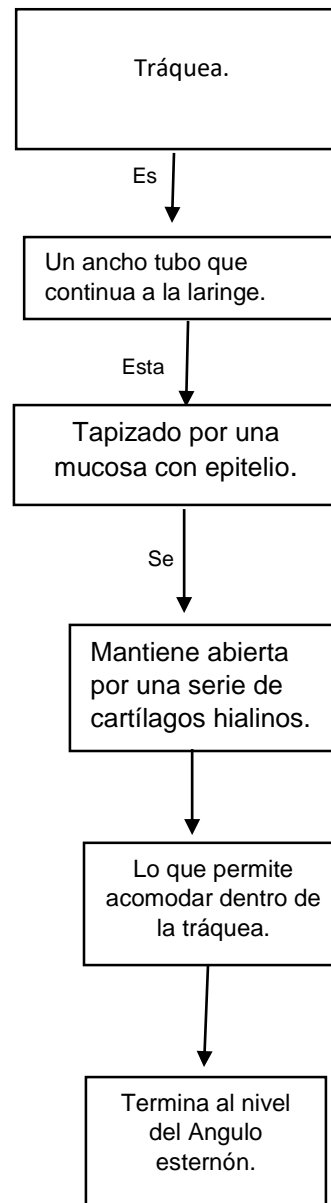 Tráquea.
Es
Un ancho tubo que
continua a la laringe.
Esta
Tapizado por una
mucosa con epitelio.
Se
Mantiene abierta
por una serie de
cartílagos hialinos.
Lo que permite
acomodar dentro de
la tráquea.
Termina al nivel
del Angulo
esternón.